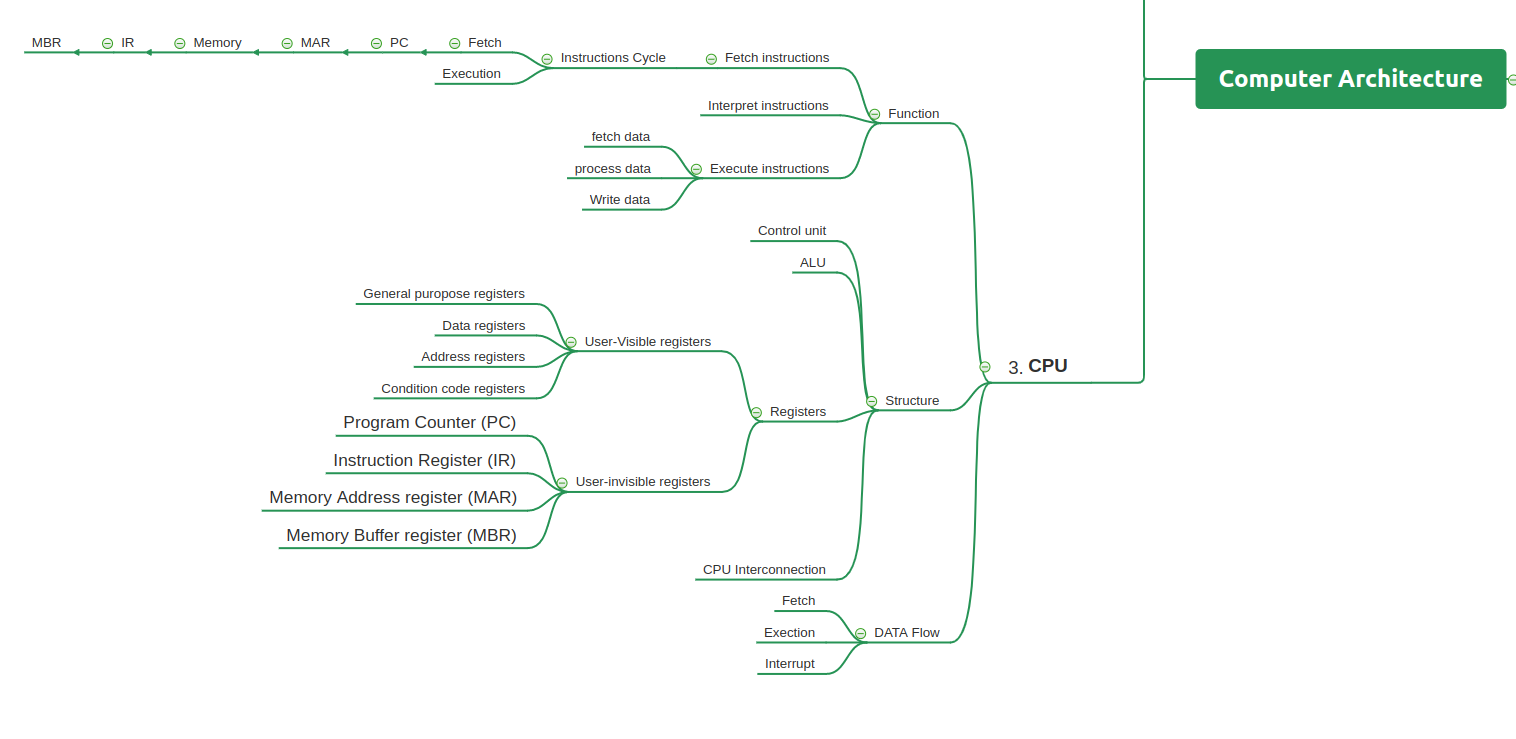 Computer Architecture
3. CPU
Function
Fetch instructions
Instructions Cycle
Fetch
PC
MAR
Memory
IR
MBR
Execution
Interpret instructions
Execute instructions
fetch data
process data
Write data
Structure
Control unit
ALU
Registers
User-Visible registers
General puropose registers
Data registers
Address registers
Condition code registers
User-invisible registers
Program Counter (PC)
Instruction Register (IR)
Memory Address register (MAR)
Memory Buffer register (MBR)
CPU Interconnection
DATA Flow
Fetch
Exection
Interrupt